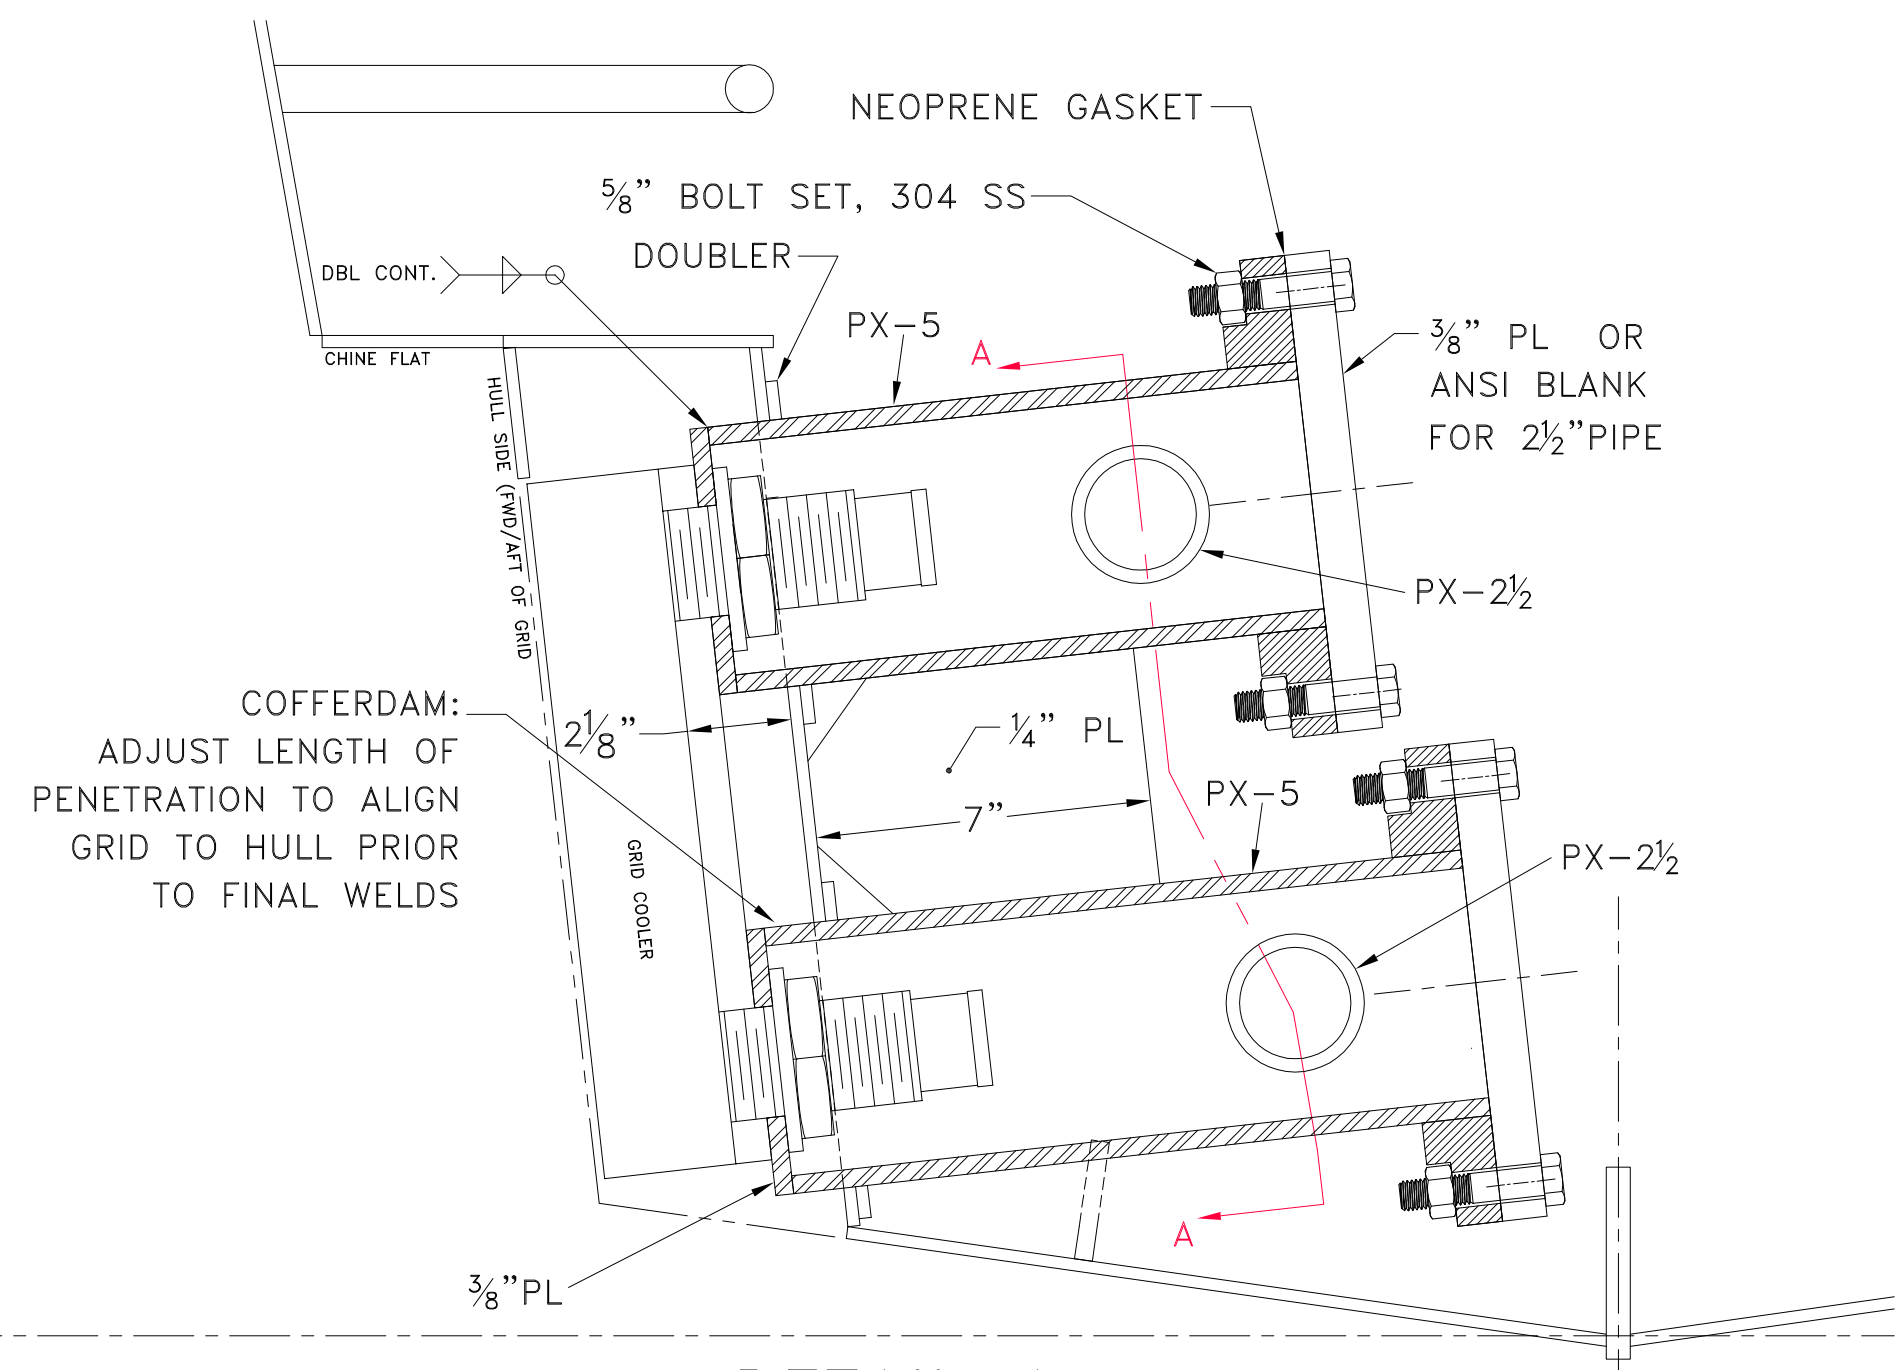 NEOPRENE GASKET
⅝” BOLT SET, 304 SS
DOUBLER
DBL CONT.
PX-5
A
⅜” PL OR
ANSI BLANK
FOR 2½”PIPE
CHINE FLAT
HULL SIDE (FWD/AFT OF GRID
PX-2½
COFFERDAM:
ADJUST LENGTH OF
PENETRATION TO ALIGN
GRID TO HULL PRIOR
TO FINAL WELDS
2⅛”
¼” PL
7”
PX-5
GRID COOLER
PX-2½
A
⅜”PL